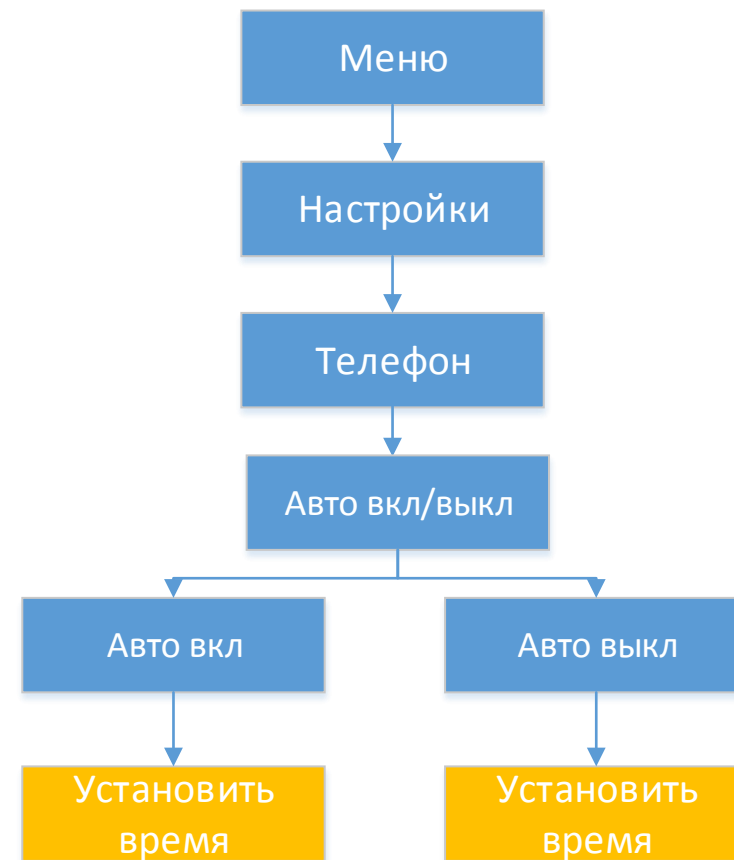 Меню
Настройки
Телефон
Авто вкл/выкл
Авто вкл
Авто выкл
Установить
время
Установить
время